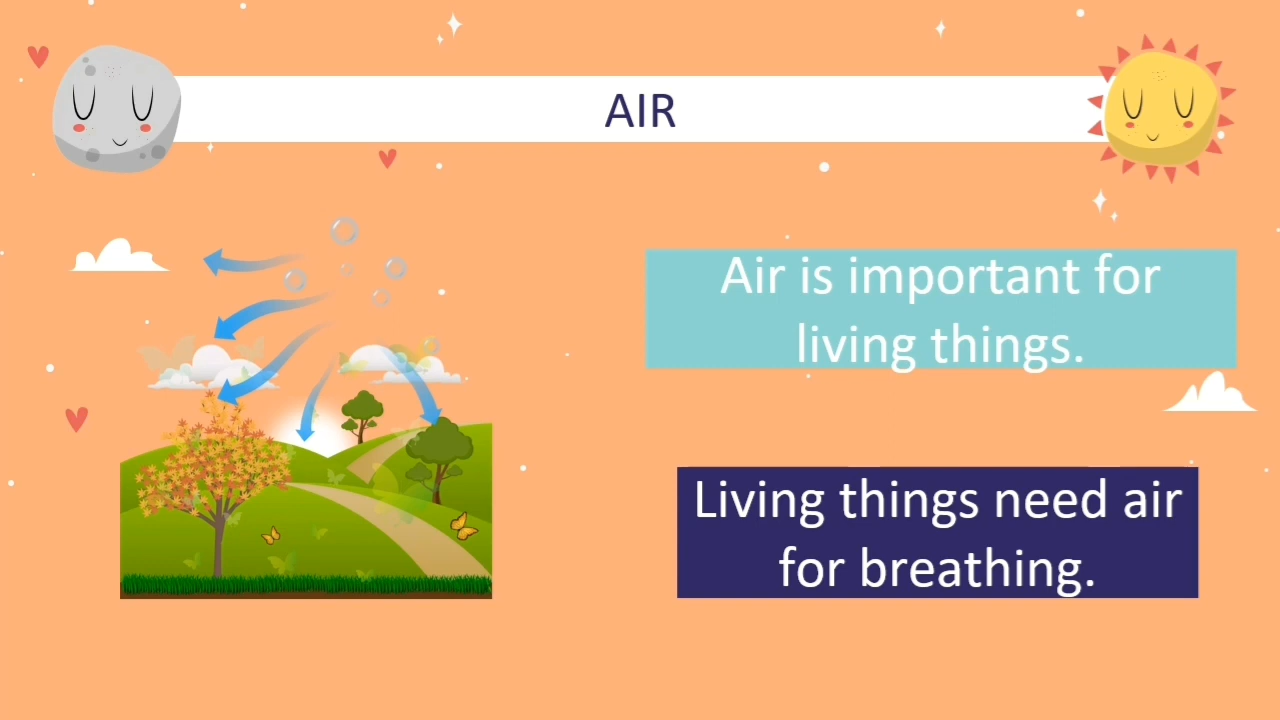 AIR
Air is important for
living things.
Living things need air
for breathing.